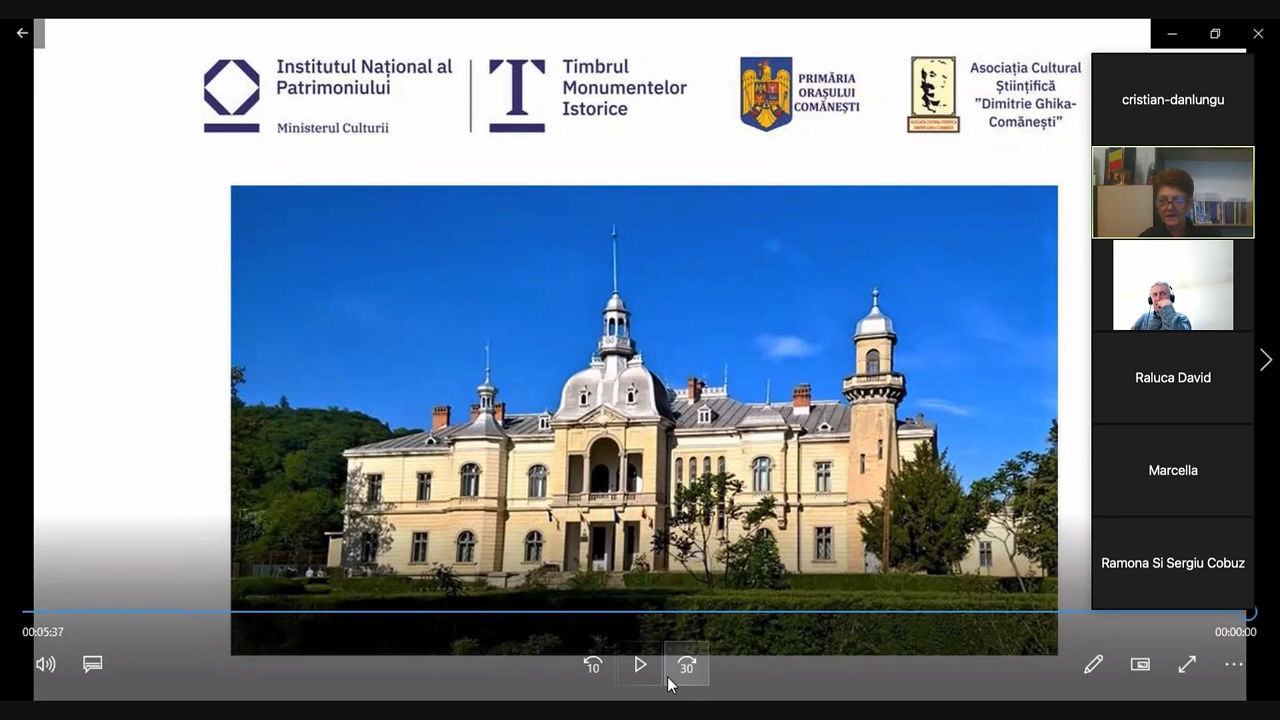 Institutul Național al
Patrimoniului
Ministerul Culturii
Timbrul
Monumentelor
Istorice
PRIMĂRIA
ORAȘULUI
COMĂNEȘTI
Asociația Cultural
Științifică
”Dimitrie Ghika-
Comănești”
cristian-danlungu
Raluca David
Marcella
Ramona Si Sergiu Cobuz
00:05:37
00:00:00
10
30